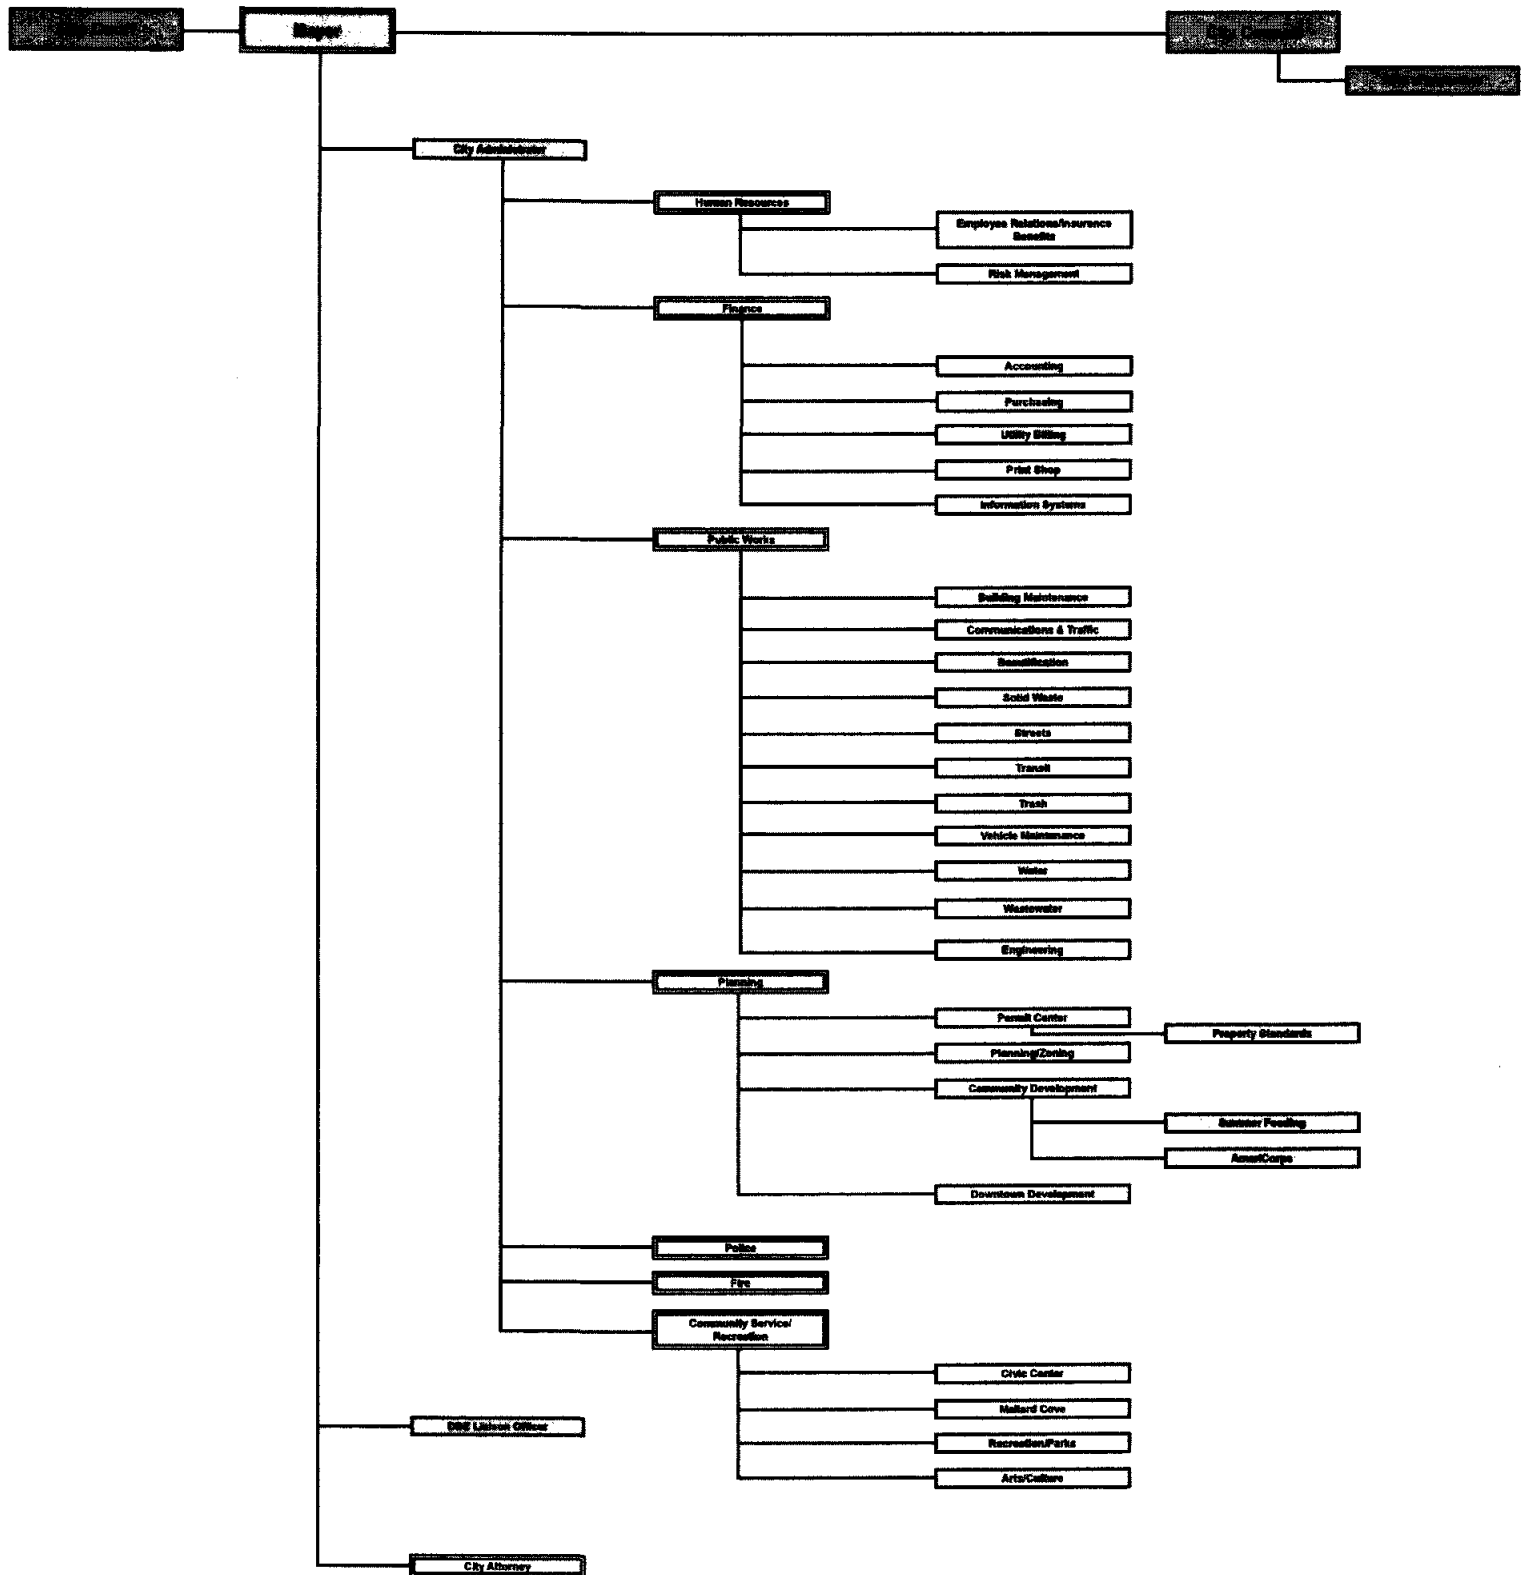 Mayor
City Council
City Administrator
Human Resources
Employee Relations/Insurance
Benefits
Risk Management
Finance
Accounting
Purchasing
Utility Billing
Print Shop
Information Systems
Public Works
Building Maintenance
Communications & Traffic
Beautification
Solid Waste
Streets
Transit
Trash
Vehicle Maintenance
Water
Wastewater
Engineering
Planning
Permit Center
Property Standards
Planning/Zoning
Community Development
Summer Feeding
AmeriCorps
Downtown Development
Police
Fire
Community Service/
Recreation
Civic Center
Mallard Cove
Recreation/Parks
DBE Liaison Officer
Arts/Culture
City Attorney